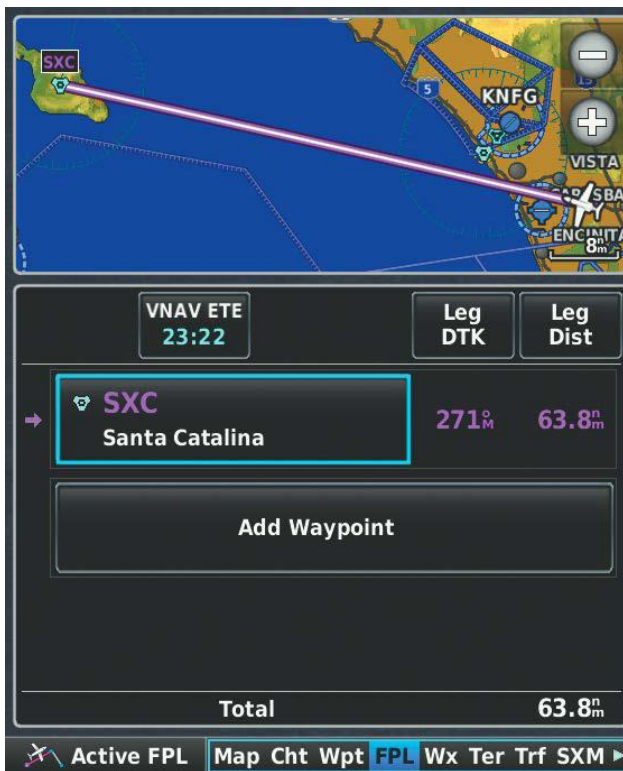 SXC
5
KNFG
15
VISTA
ENCINITA
8nm
VNAV ETE
23:22
Leg
DTK
Leg
Dist
SXC
Santa Catalina
271°M
63.8nm
Add Waypoint
Total
63.8nm
Active FPL
Map Cht Wpt FPL Wx Ter Trf SXM